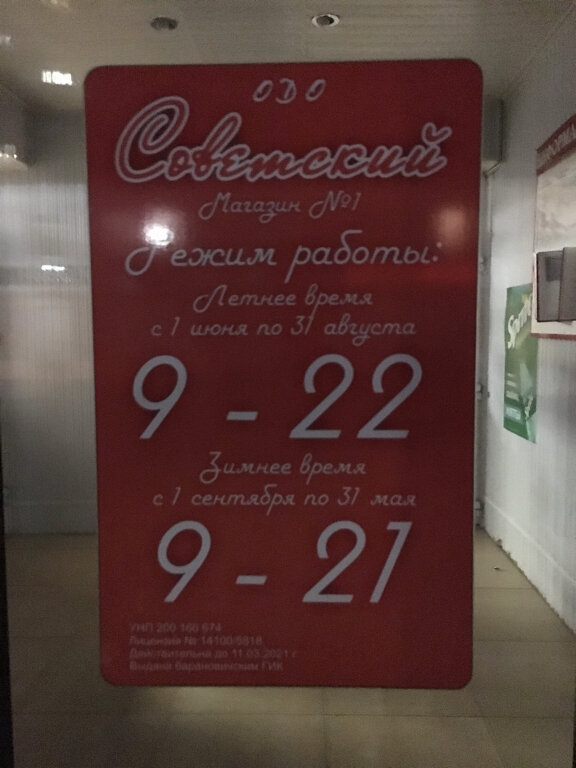 ОДО
Советский
Магазин №1
Режим работы:
Летнее время
с 1 июня по 31 августа
9 - 22
Зимнее время
с 1 сентября по 31 мая
9 - 21
УНП 200 166 674
Лицензия № 14100/5818
Действительна до 11.03.2021 г.
Выдана Барановичским ГИК
Sprite